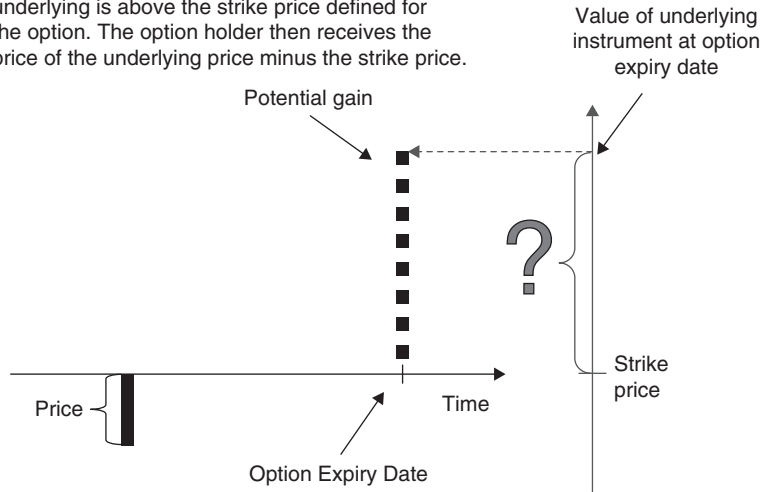 underlying is above the strike price defined for
the option. The option holder then receives the
price of the underlying price minus the strike price.
Value of underlying
instrument at option
expiry date
Potential gain
?
Strike
price
Price
Time
Option Expiry Date